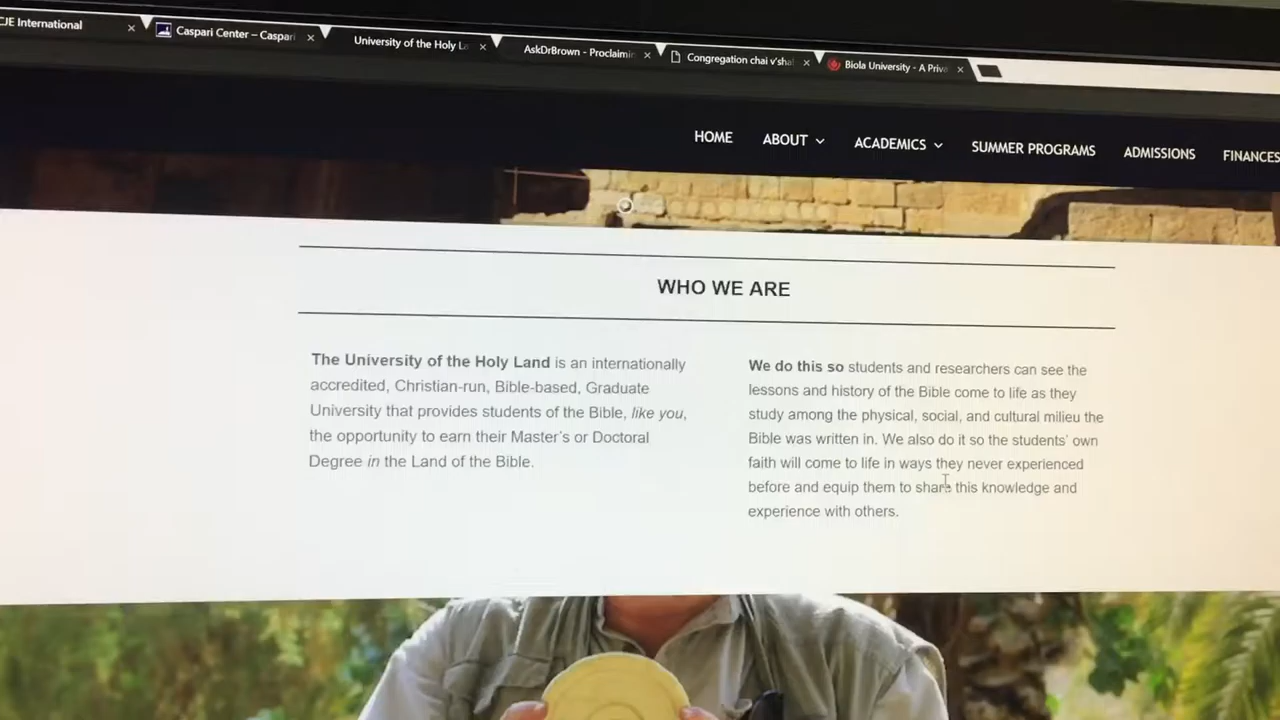 CJE International
Caspari Center – Caspari
University of the Holy La
AskDrBrown - Proclaimin
Congregation chai v'shal
Biola University - A Priva
HOME ABOUT ACADEMICS SUMMER PROGRAMS ADMISSIONS FINANCES
WHO WE ARE
The University of the Holy Land is an internationally
accredited, Christian-run, Bible-based, Graduate
University that provides students of the Bible, like you,
the opportunity to earn their Master's or Doctoral
Degree in the Land of the Bible.
We do this so students and researchers can see the
lessons and history of the Bible come to life as they
study among the physical, social, and cultural milieu the
Bible was written in. We also do it so the students' own
faith will come to life in ways they never experienced
before and equip them to share this knowledge and
experience with others.